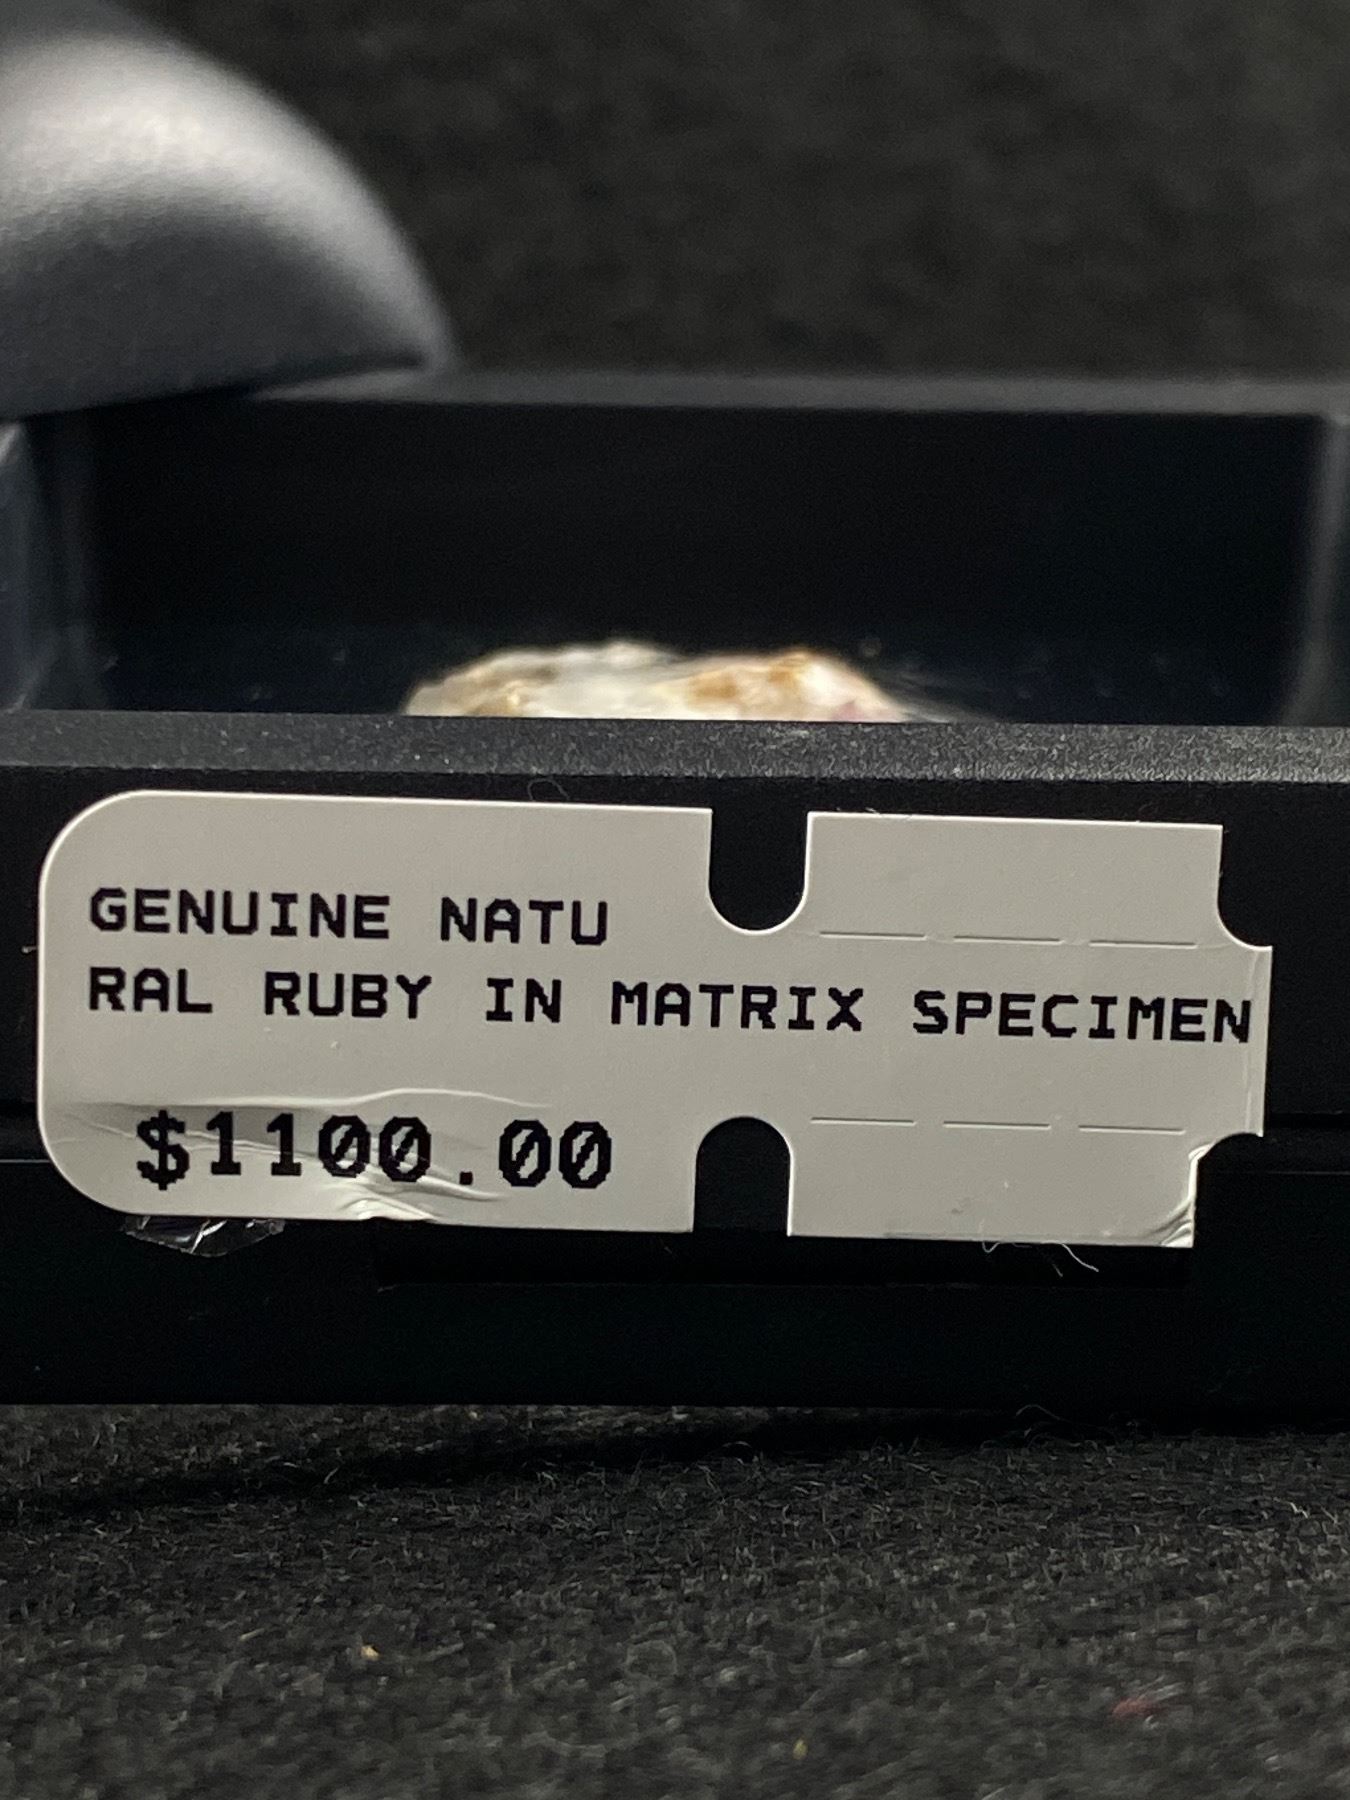 GENUINE NATU
RAL RUBY IN MATRIX SPECIMEN
$1100.00